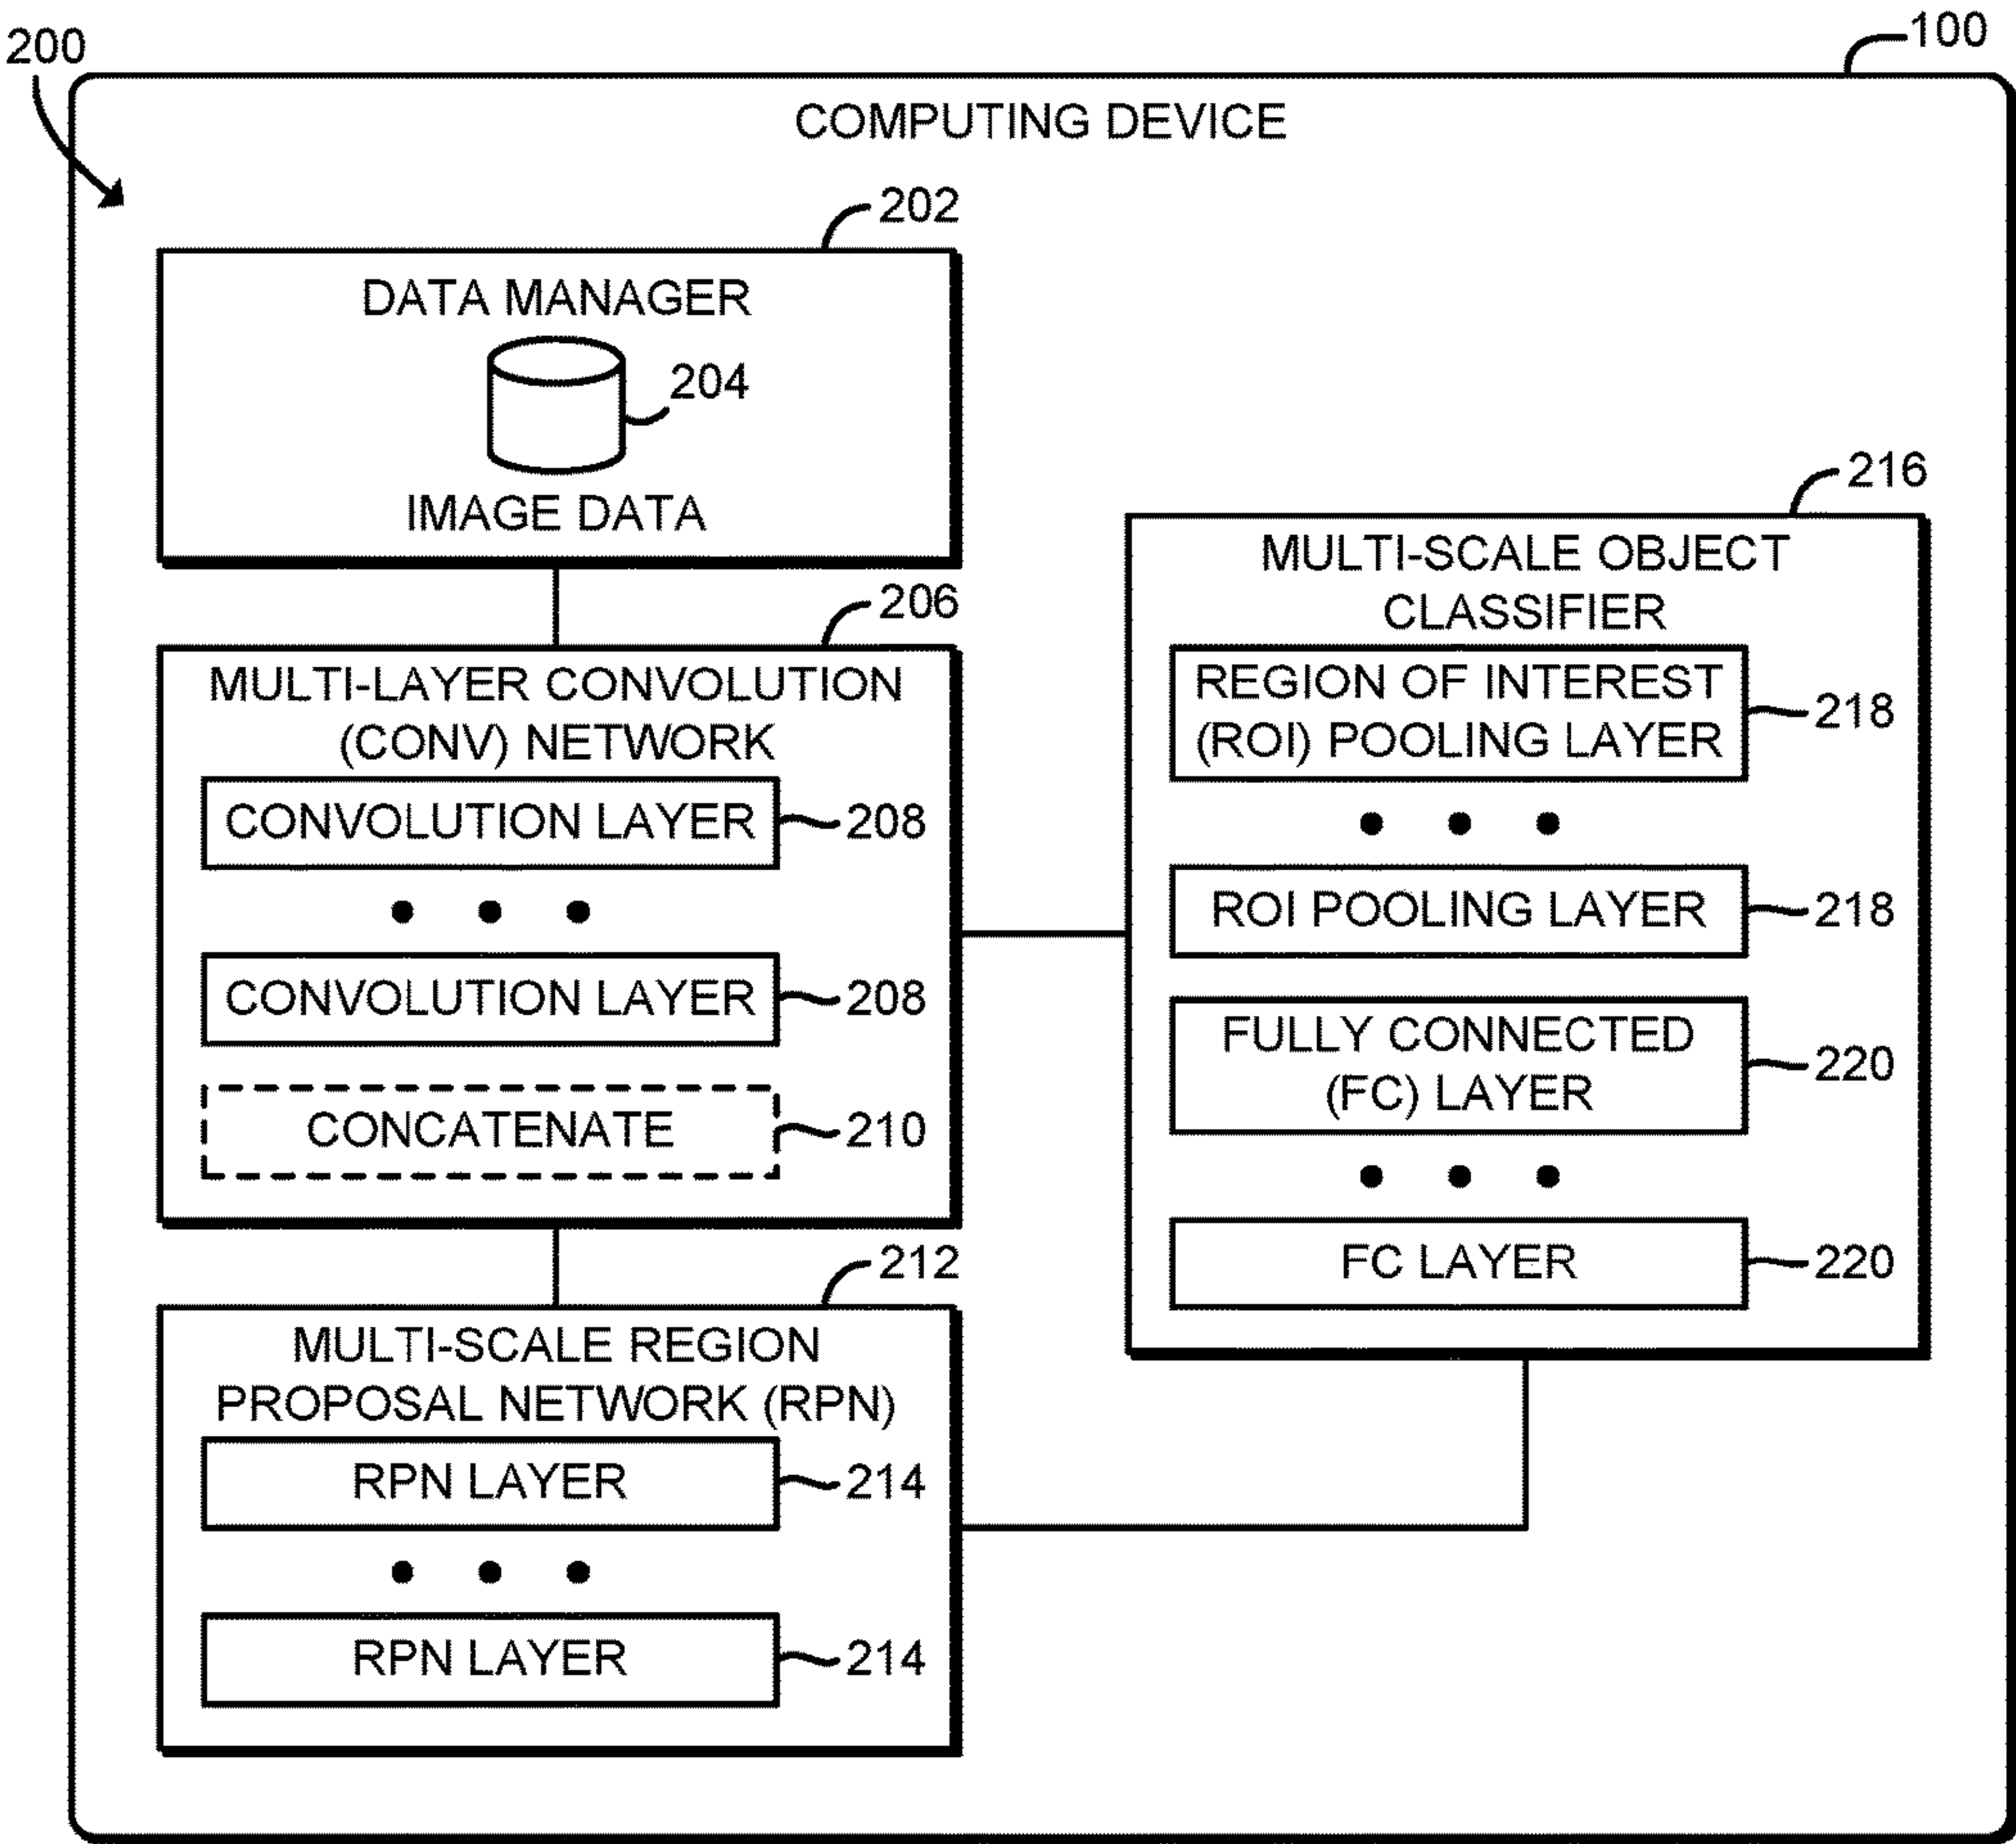 200
100
COMPUTING DEVICE
202
DATA MANAGER
204
IMAGE DATA
206
MULTI-LAYER CONVOLUTION
(CONV) NETWORK
CONVOLUTION LAYER
208
CONVOLUTION LAYER
208
CONCATENATE
210
212
MULTI-SCALE REGION
PROPOSAL NETWORK (RPN)
RPN LAYER
214
RPN LAYER
214
216
MULTI-SCALE OBJECT
CLASSIFIER
REGION OF INTEREST
(ROI) POOLING LAYER
218
ROI POOLING LAYER
218
FULLY CONNECTED
(FC) LAYER
220
FC LAYER
220